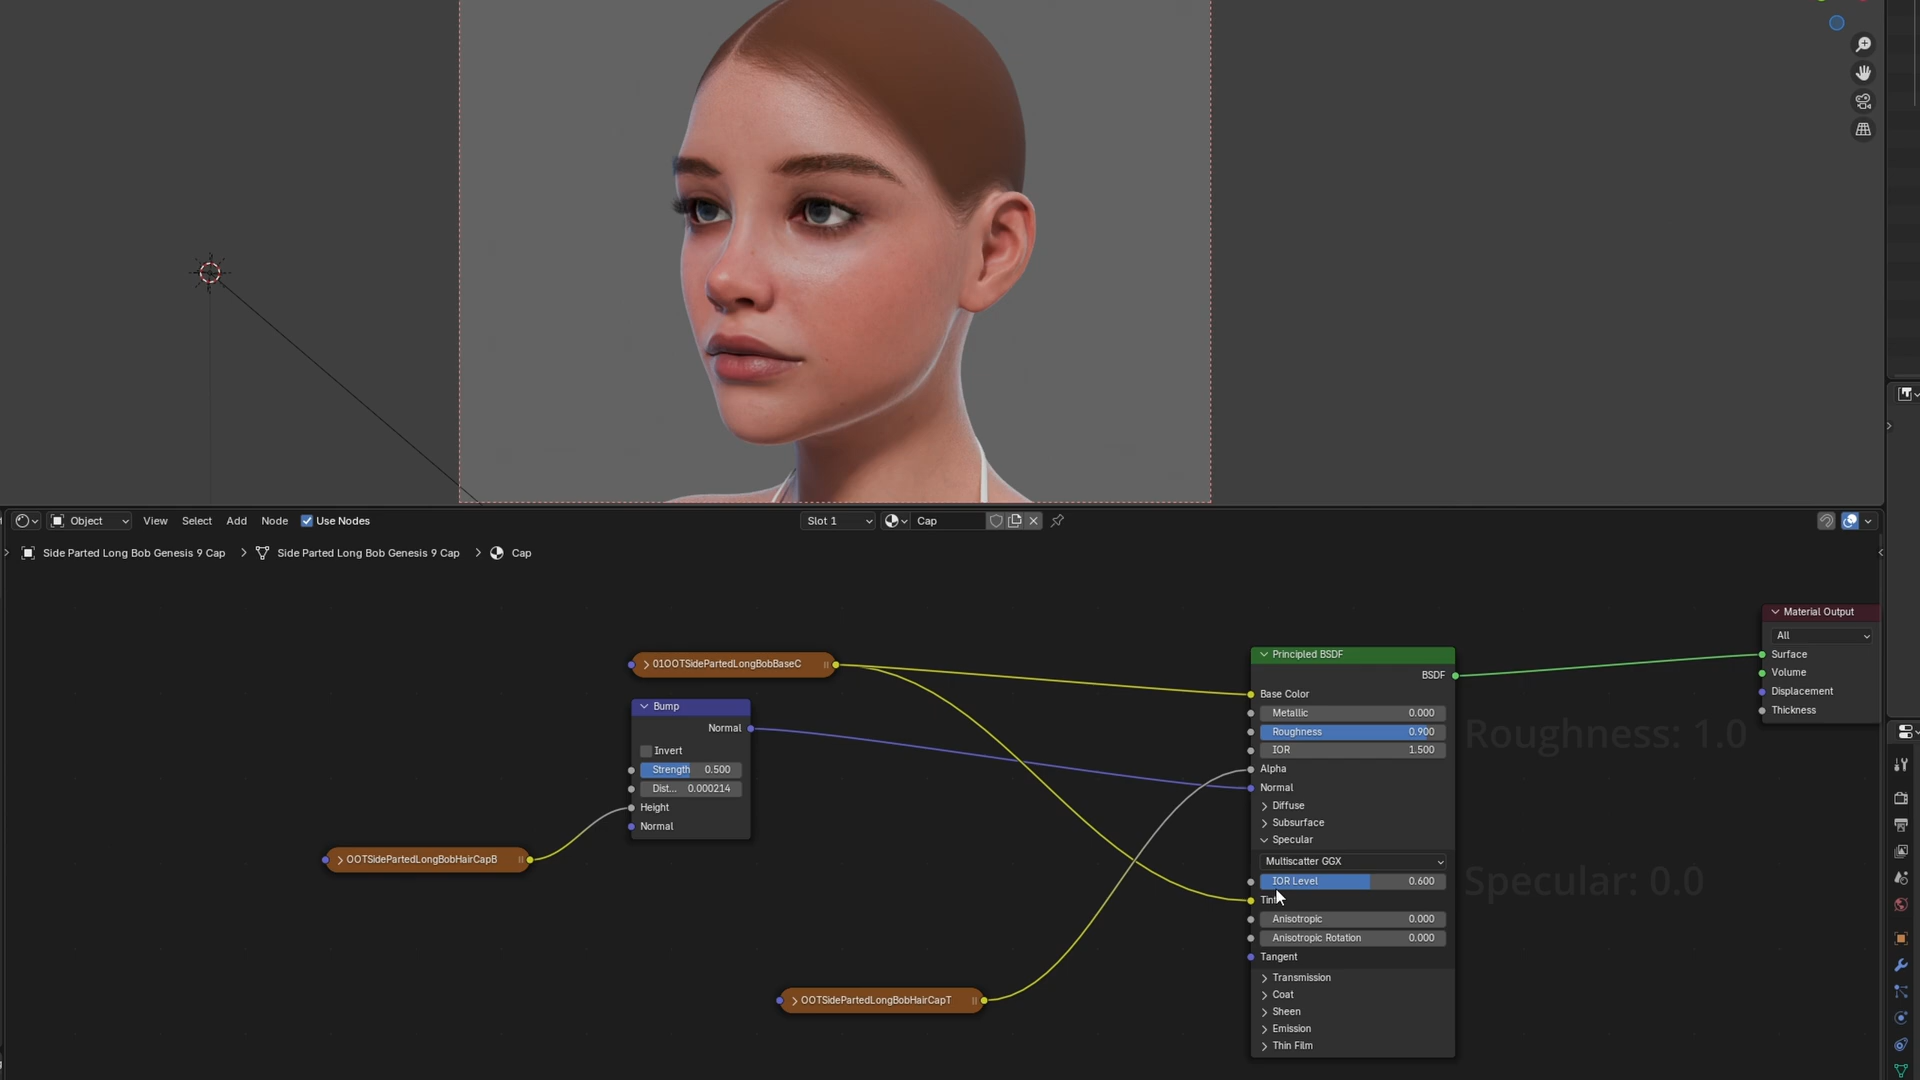 Object View Select Add Node Use Nodes Slot 1 Cap
Side Parted Long Bob Genesis 9 Cap > Side Parted Long Bob Genesis 9 Cap > Cap
Material Output
All
Surface
Volume
Displacement
Thickness
01OOTSidePartedLongBobBaseC
Bump
Normal
Invert
Strength 0.500
Dist... 0.000214
Height
Normal
OOTSidePartedLongBobHairCapB
OOTSidePartedLongBobHairCapT
Principled BSDF
BSDF
Base Color
Metallic 0.000
Roughness 0.900
IOR 1.500
Alpha
Normal
Diffuse
Subsurface
Specular
Multiscatter GGX
IOR Level 0.600
Tint
Anisotropic 0.000
Anisotropic Rotation 0.000
Tangent
Transmission
Coat
Sheen
Emission
Thin Film
Roughness: 1.0
Specular: 0.0